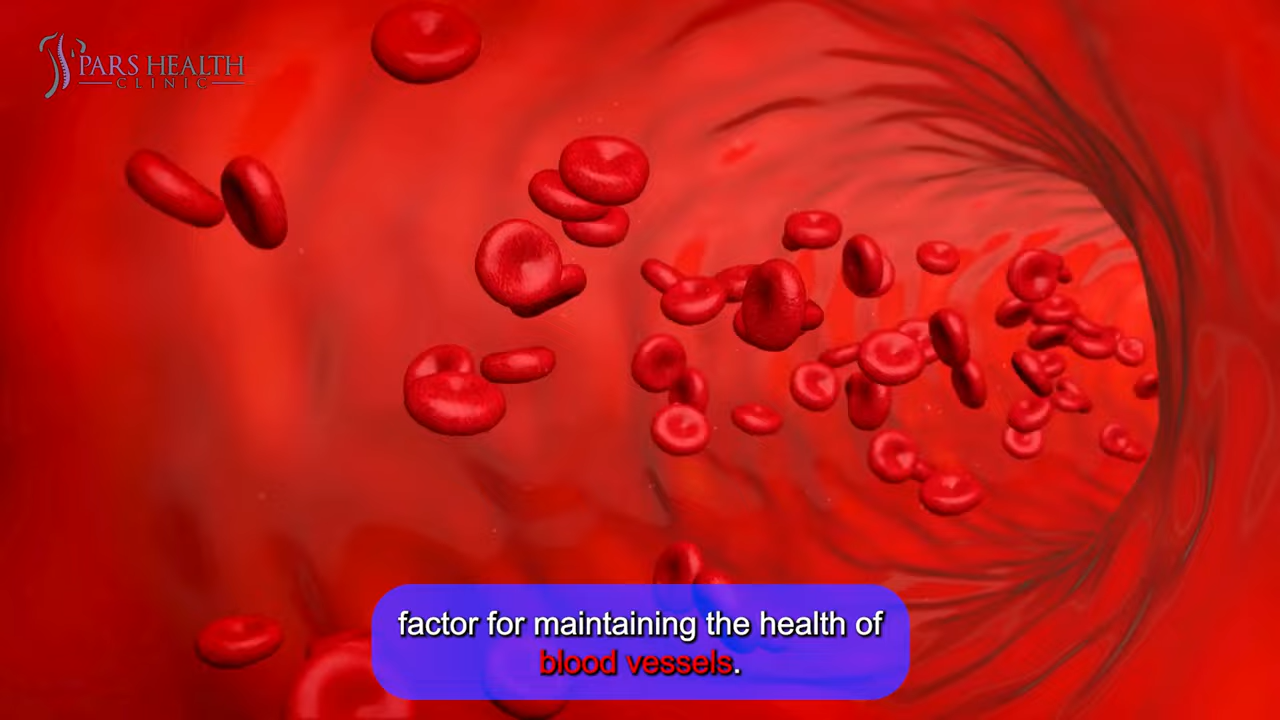 PARS HEALTH
CLINIC
factor for maintaining the health of
blood vessels.